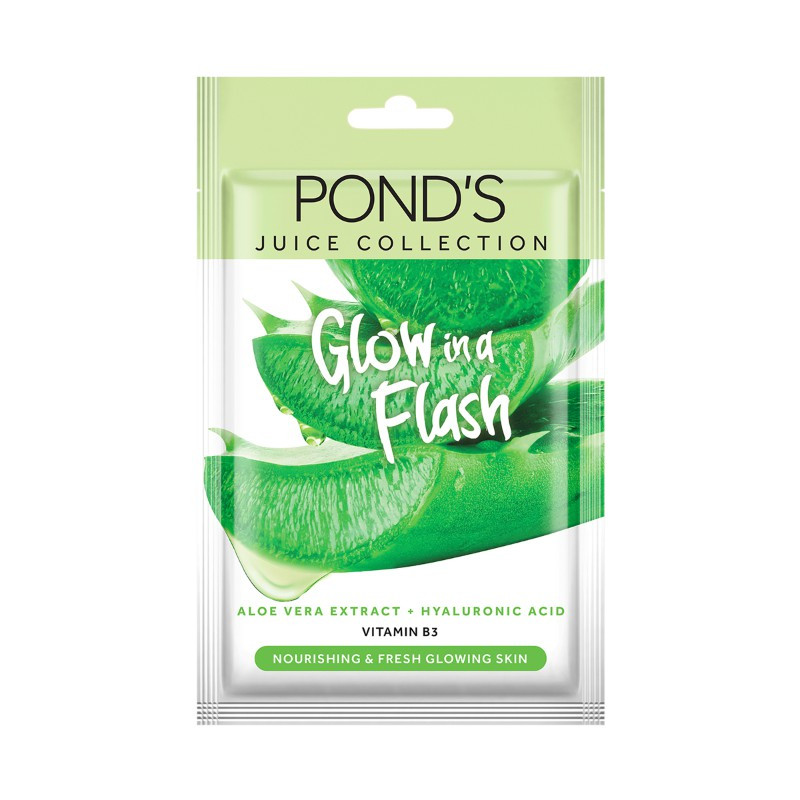 POND'S
JUICE COLLECTION
Glow in a
Flash
ALOE VERA EXTRACT + HYALURONIC ACID
VITAMIN B3
NOURISHING & FRESH GLOWING SKIN